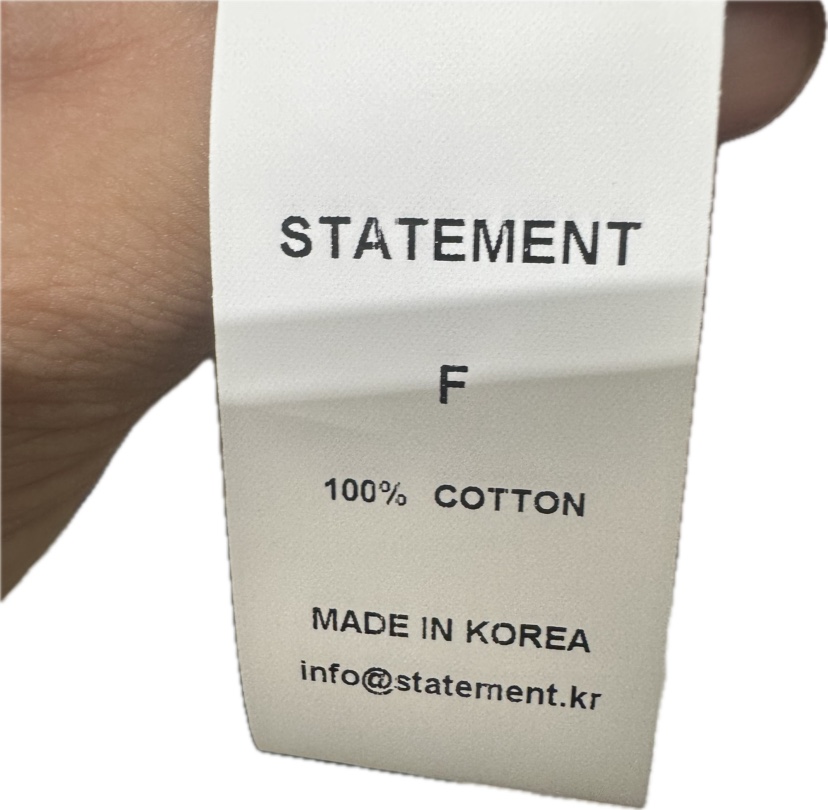 STATEMENT
F
100% COTTON
MADE IN KOREA
info@statement.kr